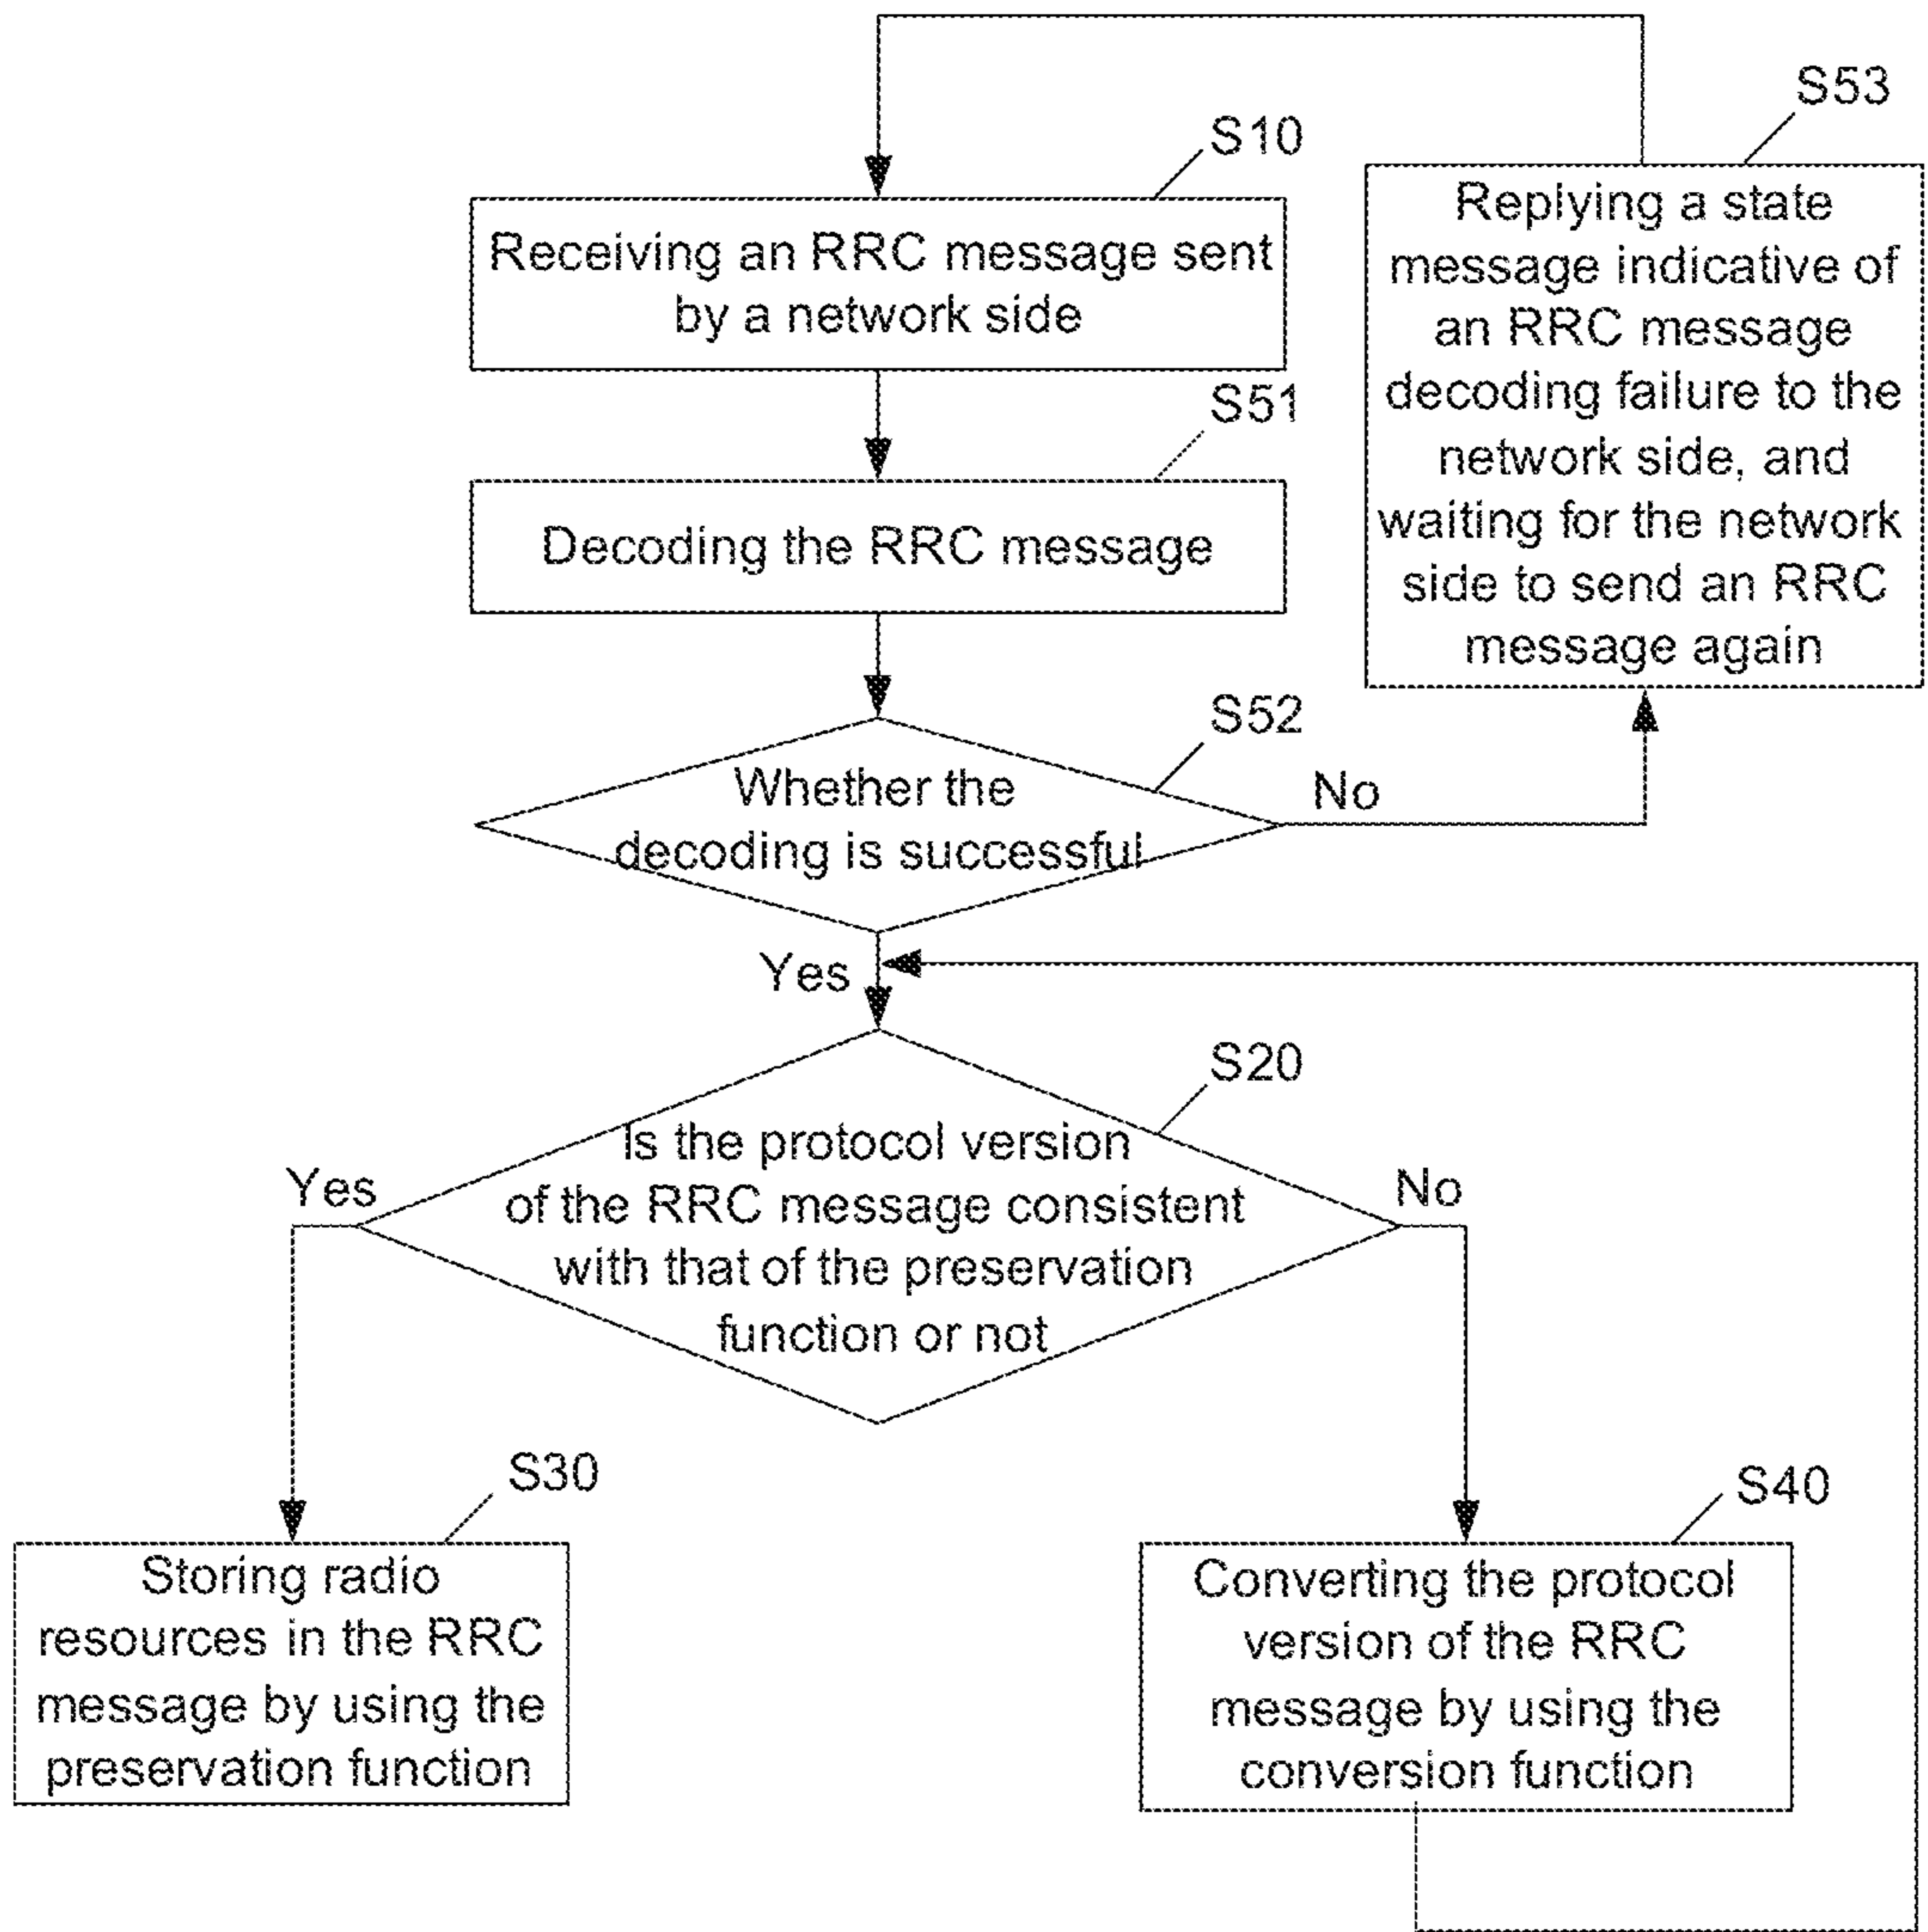 S53
S10
Replying a state
message indicative of
an RRC message
decoding failure to the
network side, and
waiting for the network
side to send an RRC
message again
Receiving an RRC message sent
by a network side
S51
Decoding the RRC message
S52
Whether the
decoding is successful
No
Yes
S20
Is the protocol version
of the RRC message consistent
with that of the preservation
function or not
Yes
No
S30
Storing radio
resources in the RRC
message by using the
preservation function
S40
Converting the protocol
version of the RRC
message by using the
conversion function